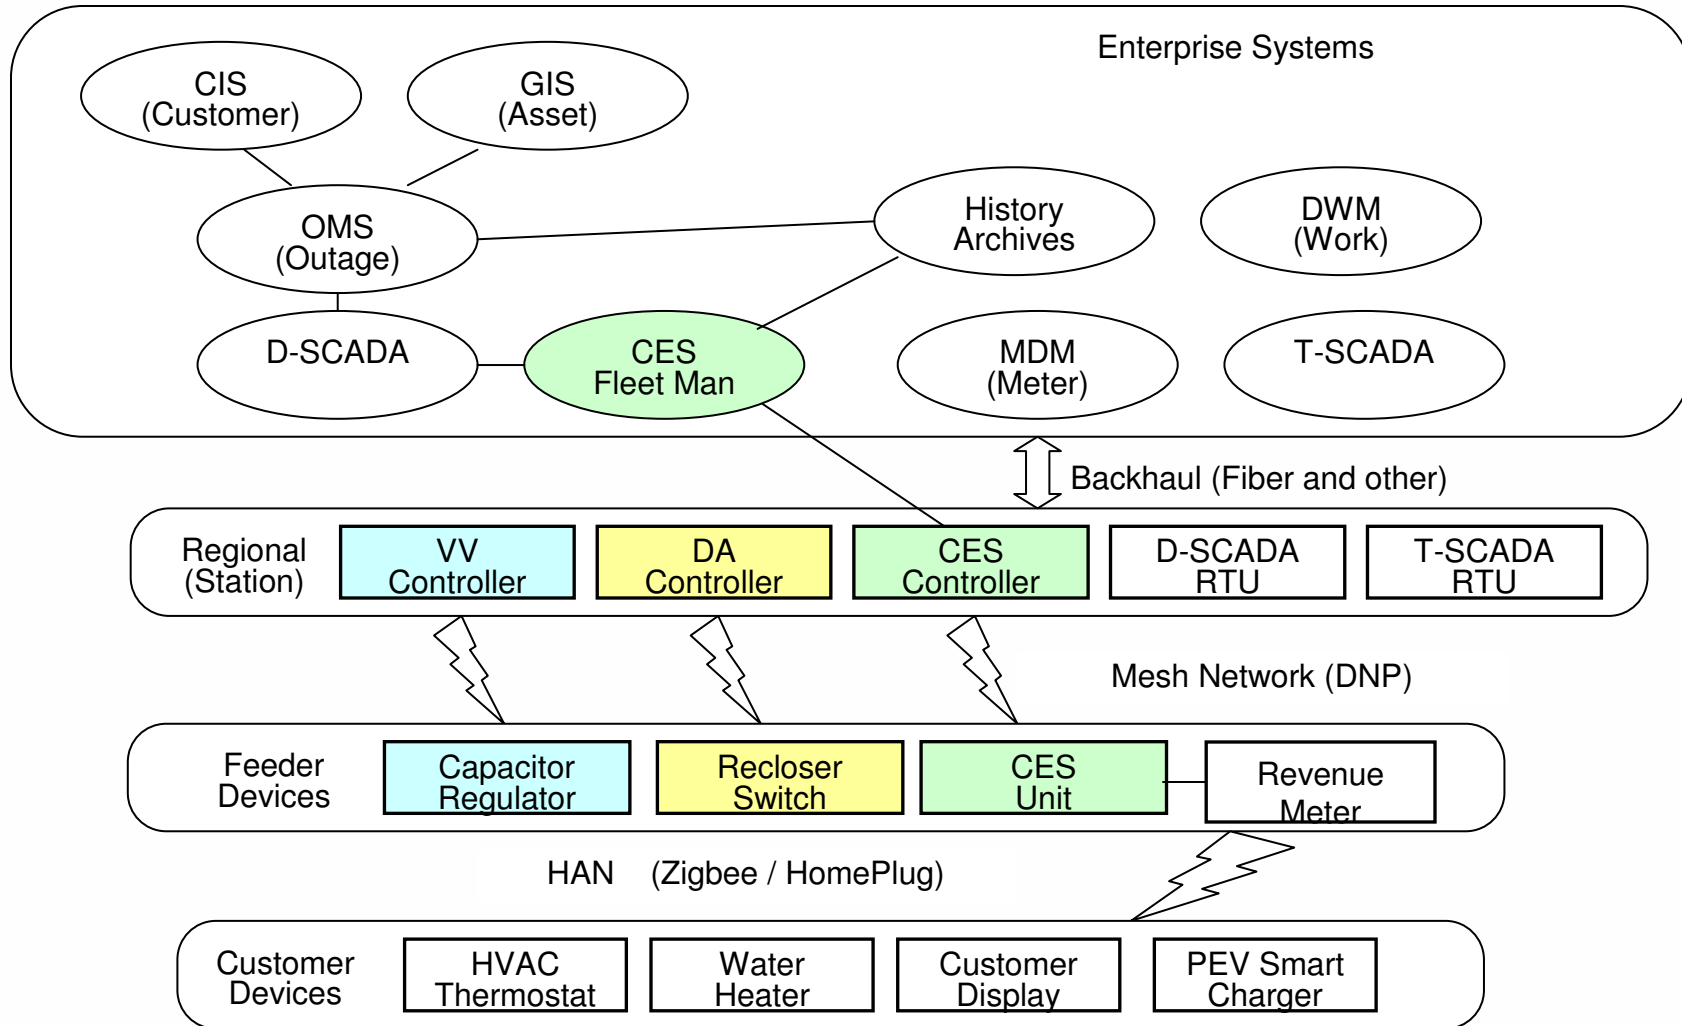 Enterprise Systems
CIS
(Customer)
GIS
(Asset)
OMS
(Outage)
History
Archives
DWM
(Work)
D-SCADA
CES
Fleet Man
MDM
(Meter)
T-SCADA
Backhaul (Fiber and other)
Regional
(Station)
VV
Controller
DA
Controller
CES
Controller
D-SCADA
RTU
T-SCADA
RTU
Mesh Network (DNP)
Feeder
Devices
Capacitor
Regulator
Recloser
Switch
CES
Unit
Revenue
Meter
HAN (Zigbee / HomePlug)
Customer
Devices
HVAC
Thermostat
Water
Heater
Customer
Display
PEV Smart
Charger